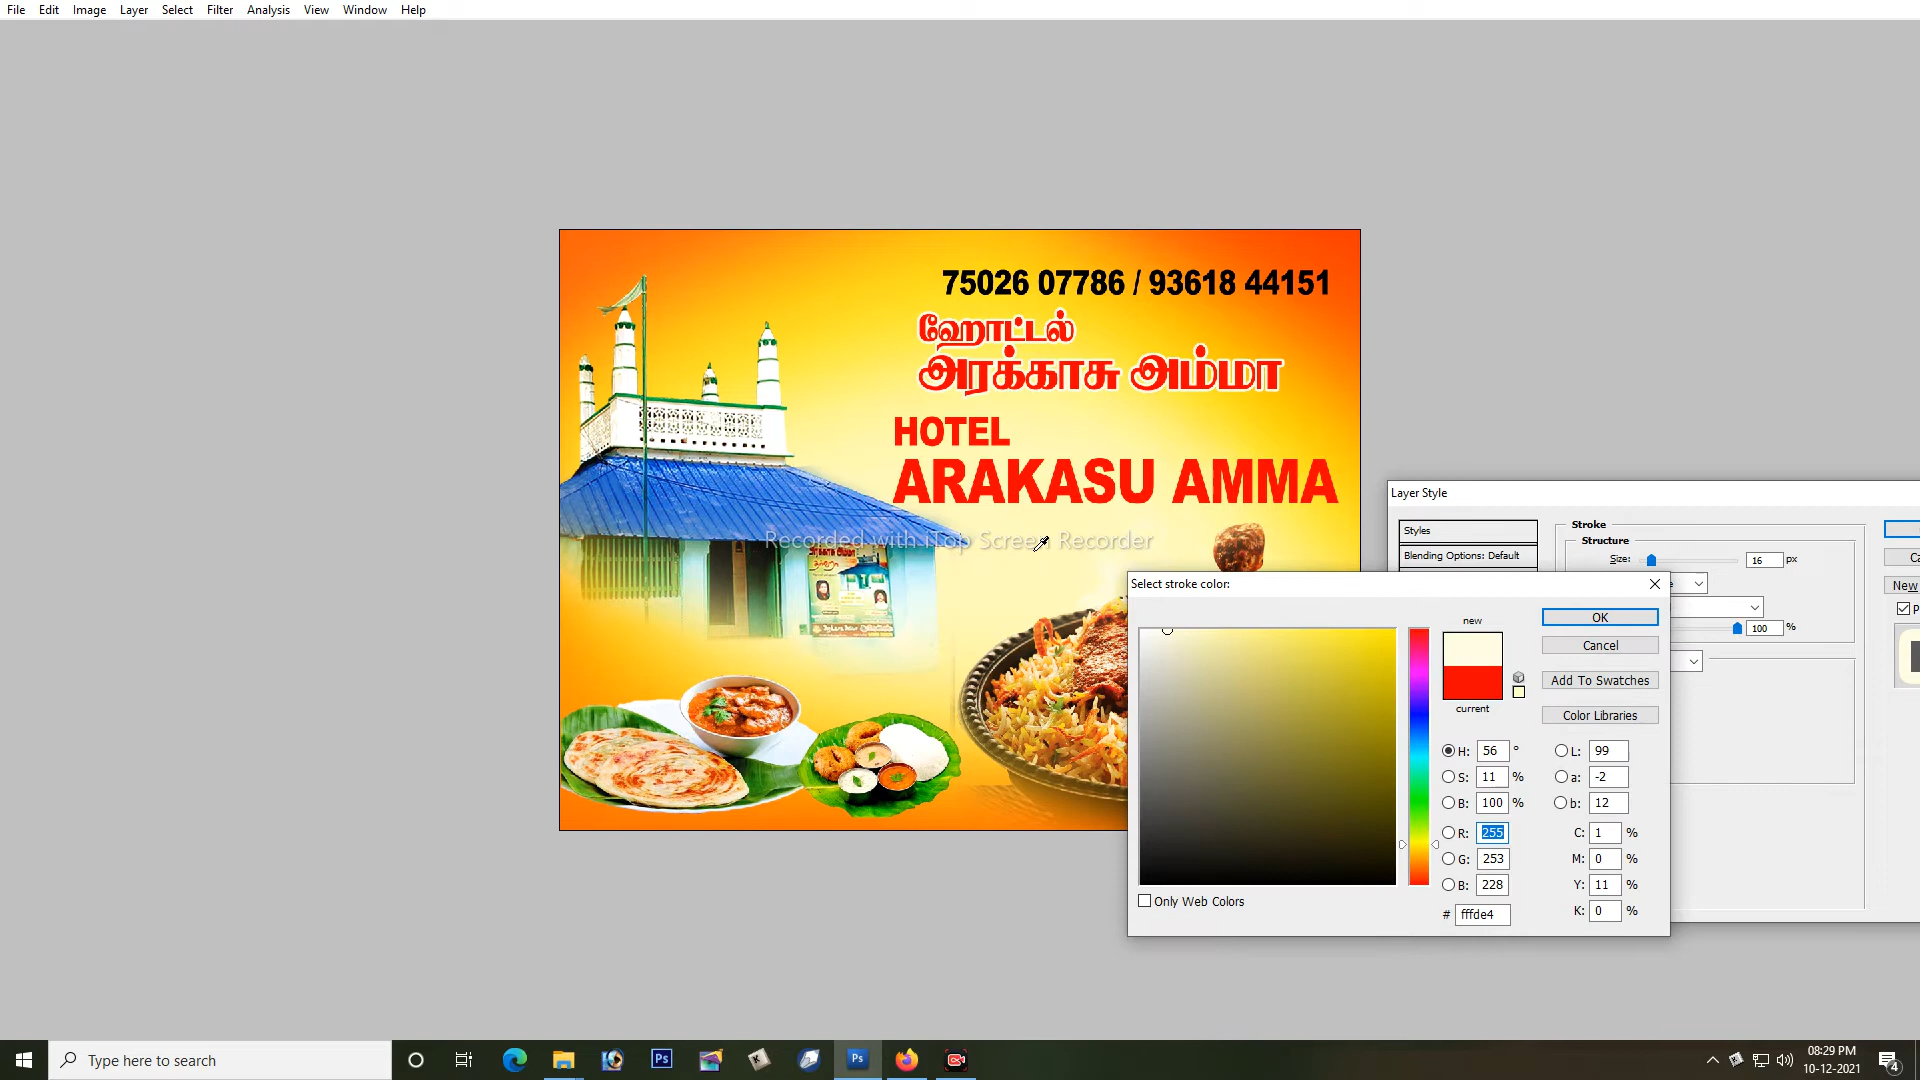 File Edit Image Layer Select Filter Analysis View Window Help
75026 07786 / 93618 44151
ஹோட்டல்
அரக்காசு அம்மா
HOTEL
ARAKASU AMMA
Recorded with iTop Screen Recorder
Layer Style
Styles
Blending Options: Default
Stroke
Structure
Size: 16 px
100 %
New
Select stroke color:
new
current
OK
Cancel
Add To Swatches
Color Libraries
H: 56 °
S: 11 %
B: 100 %
R: 255
G: 253
B: 228
# fffde4
L: 99
a: -2
b: 12
C: 1 %
M: 0 %
Y: 11 %
K: 0 %
Only Web Colors
Type here to search
Ps
Ps
08:29 PM
10-12-2021
4